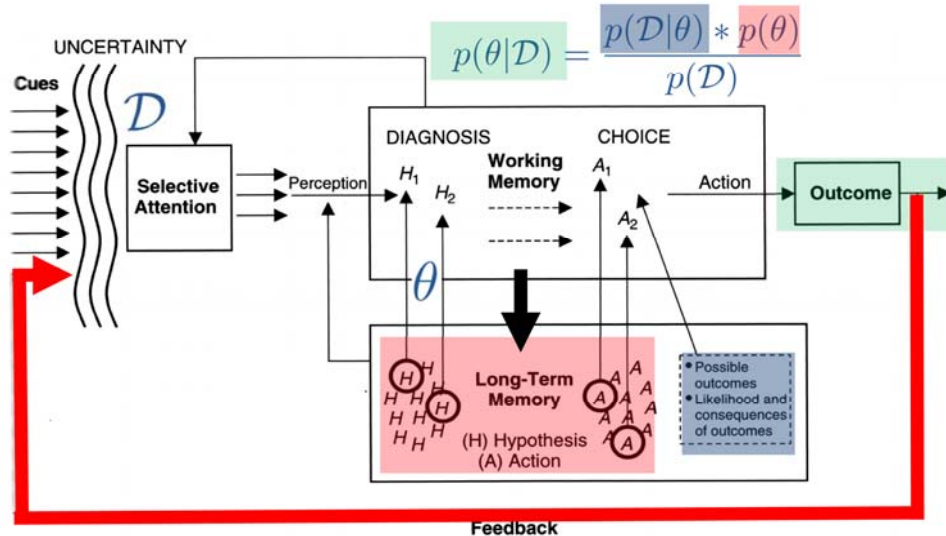 UNCERTAINTY
Cues
𝒟
p(θ|𝒟) = p(𝒟|θ) * p(θ)
p(𝒟)
Selective
Attention
Perception
DIAGNOSIS
H1
H2
Working
Memory
CHOICE
A1
A2
Action
Outcome
θ
H H H H H H H H H H H
Long-Term
Memory
(H) Hypothesis
(A) Action
A A A A A A A A A A A
• Possible
outcomes
• Likelihood and
consequences
of outcomes
Feedback